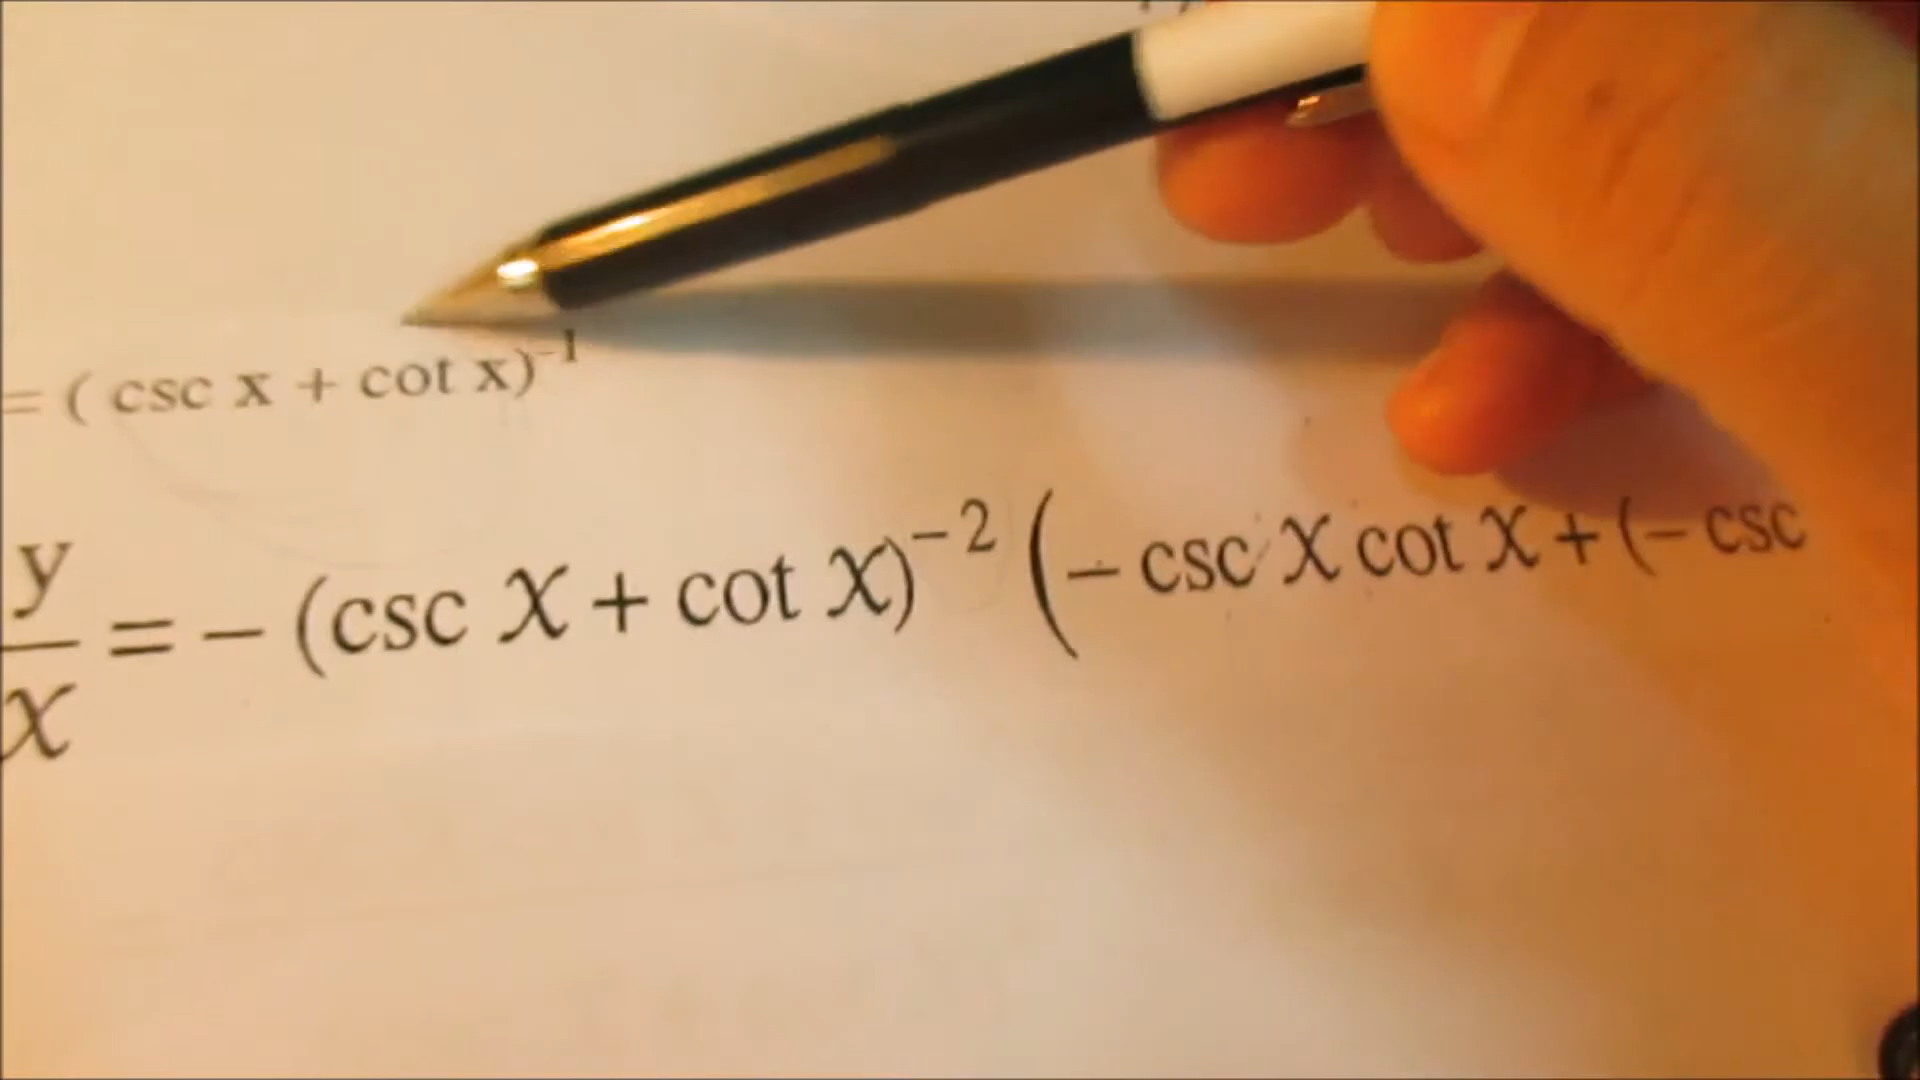 = ( csc x + cot x)⁻¹
y
— = − (csc x + cot x)⁻² (− csc x cot x + (− csc
x